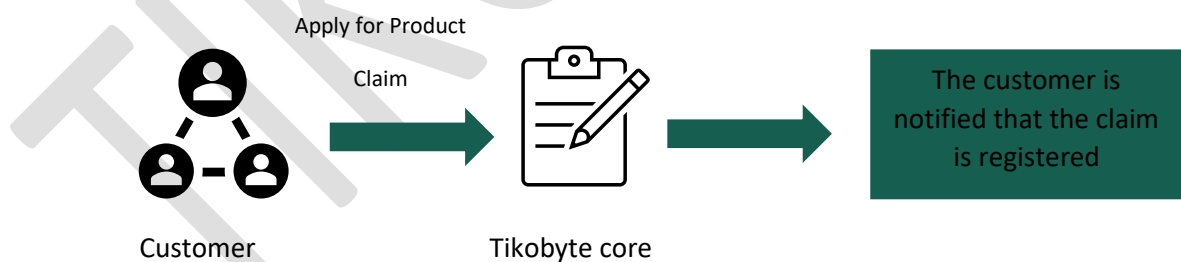 Apply for Product
Claim
The customer is
notified that the claim
is registered
Customer
Tikobyte core